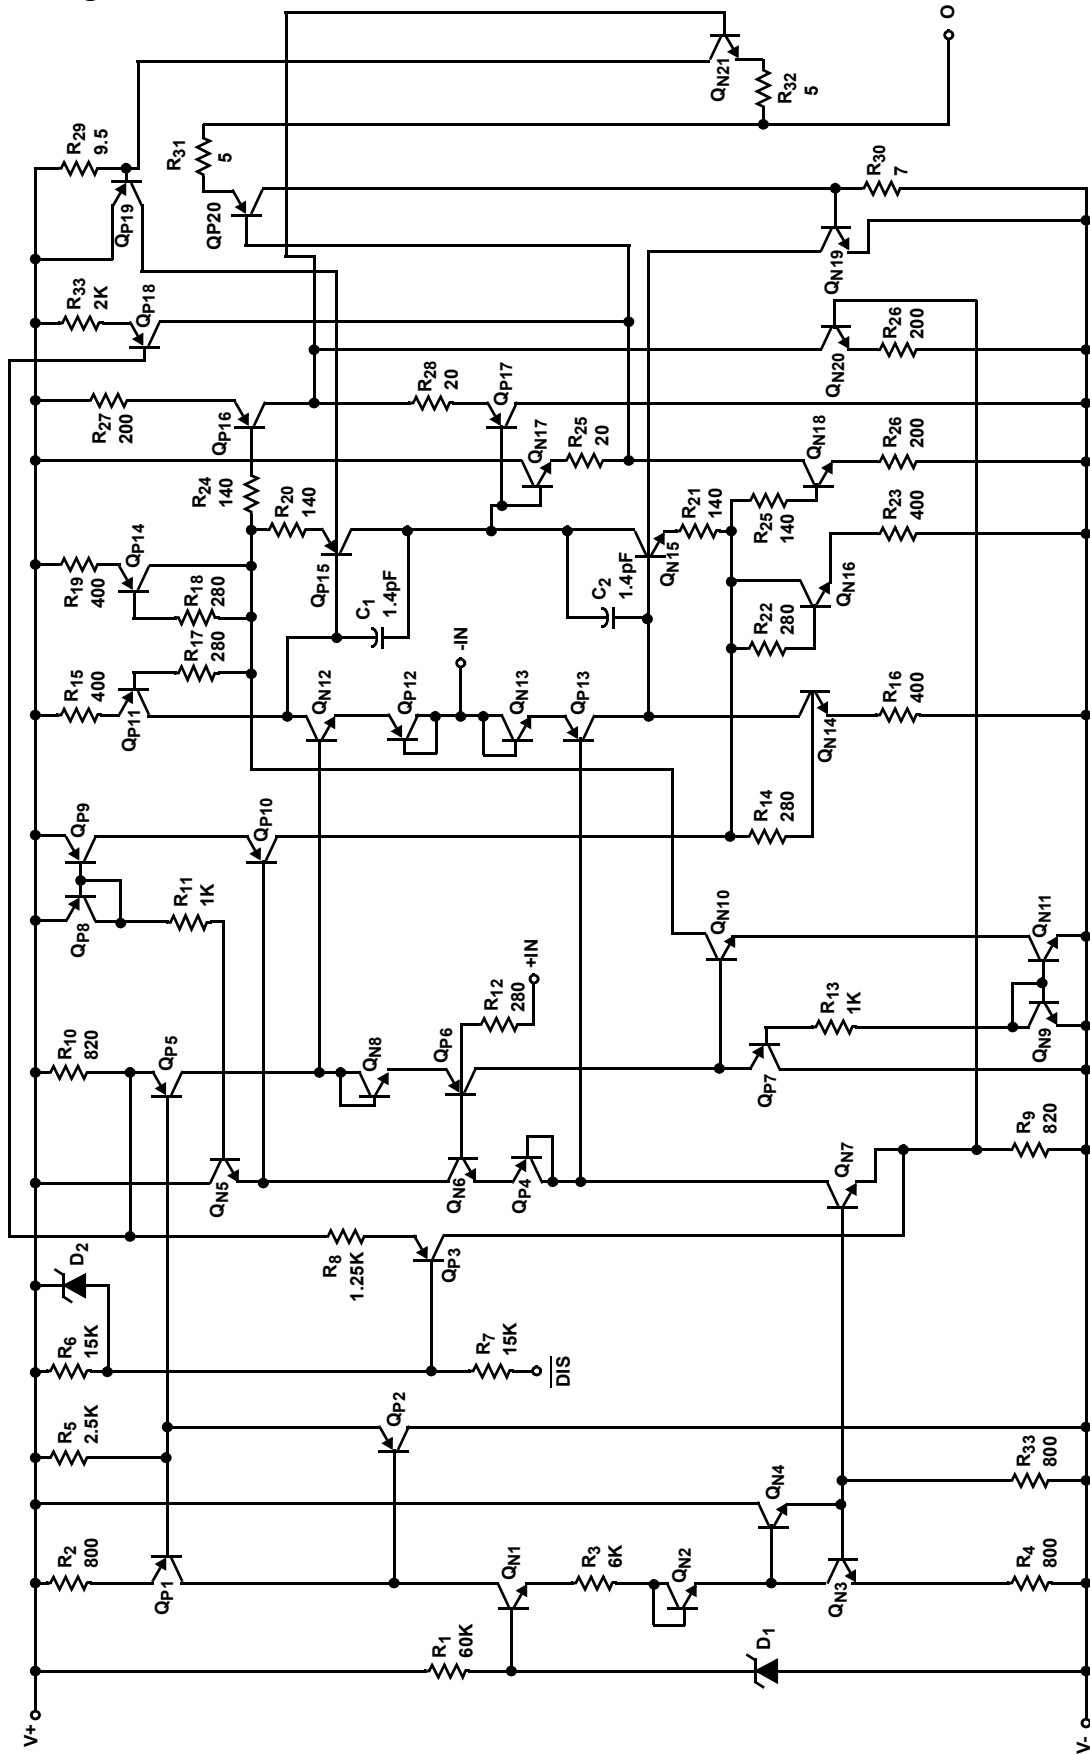 V+
R2
800
R5
2.5K
R6
15K
D2
R10
820
QP8
QP9
R15
400
R19
400
R27
200
R33
2K
R29
9.5
QP1
QP5
QN5
R11
1K
QP10
QP11
R17
280
R18
280
QP14
R24
140
QP16
QP18
QP19
R31
5
QP20
R20
140
QP15
C1
1.4pF
QN12
QP12
-IN
QN13
QP13
QN8
QP6
R12
280
+IN
QN6
QP4
R8
1.25K
QP3
R7
15K
DIS
QP2
R1
60K
QN1
R3
6K
QN2
QN4
R28
20
QP17
QN17
R25
20
C2
1.4pF
QN15
R21
140
QN21
R32
5
O
D1
QN3
QN7
QP7
R13
1K
QN10
R14
280
QN14
R22
280
QN16
R25
140
QN18
QN20
QN19
R30
7
R4
800
R33
800
R9
820
QN9
QN11
R16
400
R23
400
R26
200
R26
200
V-